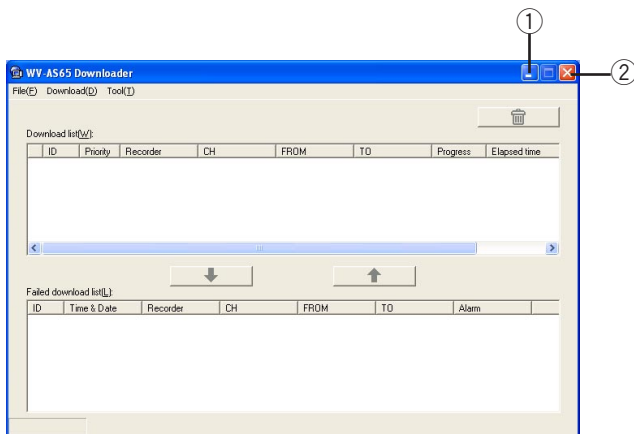 ①
②
WV-AS65 Downloader
File(F) Download(D) Tool(T)
Download list(W):
ID Priority Recorder CH FROM TO Progress Elapsed time
Failed download list(L):
ID Time & Date Recorder CH FROM TO Alarm